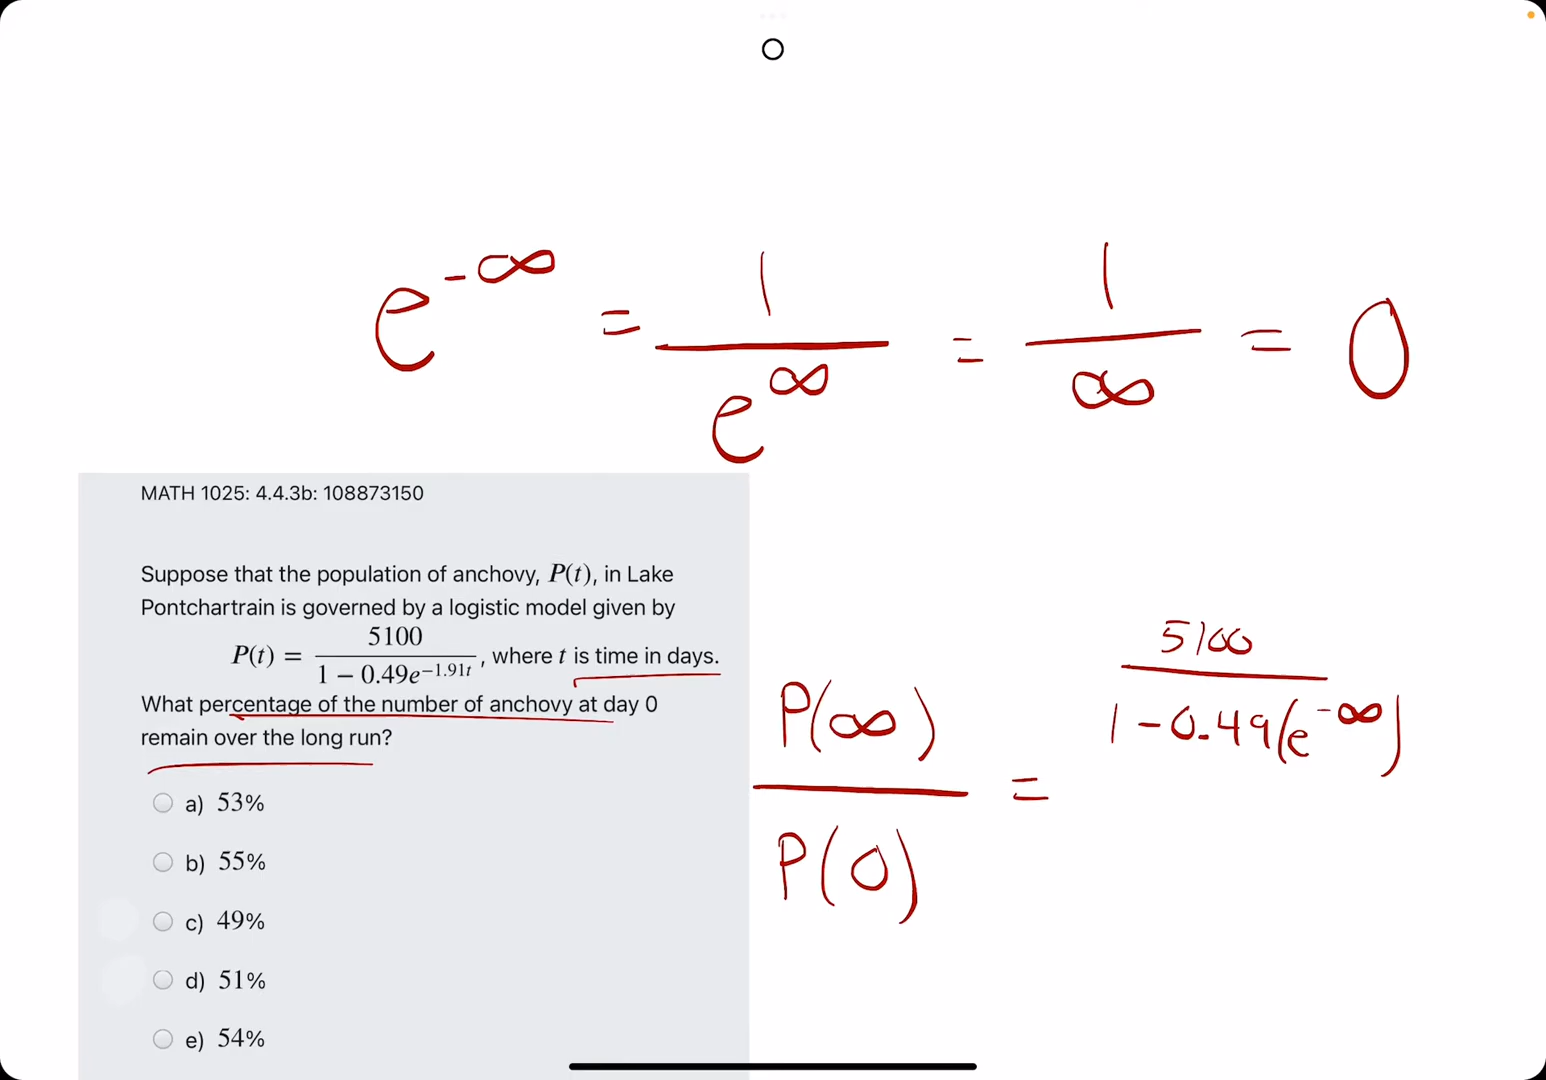 e^{-∞} = 1/e^{∞} = 1/∞ = 0
MATH 1025: 4.4.3b: 108873150
Suppose that the population of anchovy, P(t), in Lake
Pontchartrain is governed by a logistic model given by
P(t) = 5100/(1 − 0.49e^{−1.91t}), where t is time in days.
What percentage of the number of anchovy at day 0
remain over the long run?
a) 53%
b) 55%
c) 49%
d) 51%
e) 54%
P(∞)/P(0) = 5100/(1-0.49(e^{-∞}))